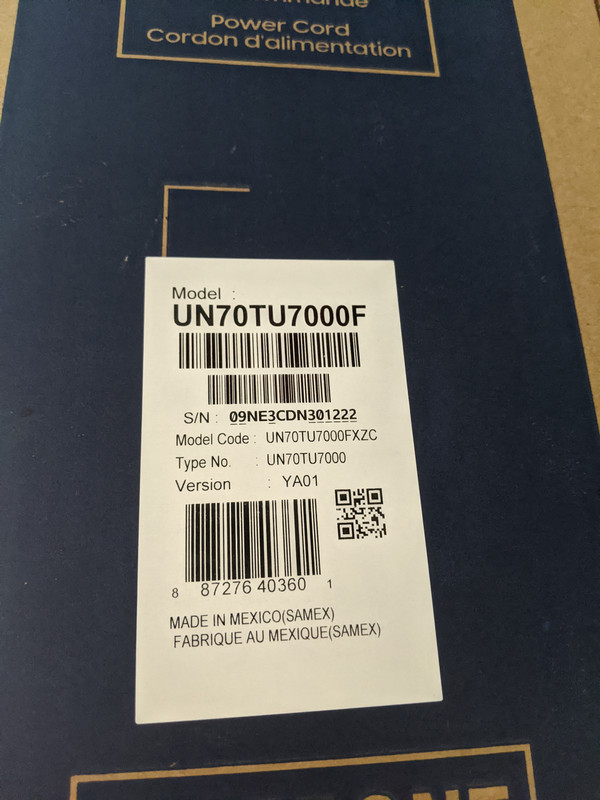 Power Cord
Cordon d'alimentation
Model :
UN70TU7000F
S/N : 09NE3CDN301222
Model Code : UN70TU7000FXZC
Type No. : UN70TU7000
Version : YA01
8 87276 40360 1
MADE IN MEXICO(SAMEX)
FABRIQUE AU MEXIQUE(SAMEX)